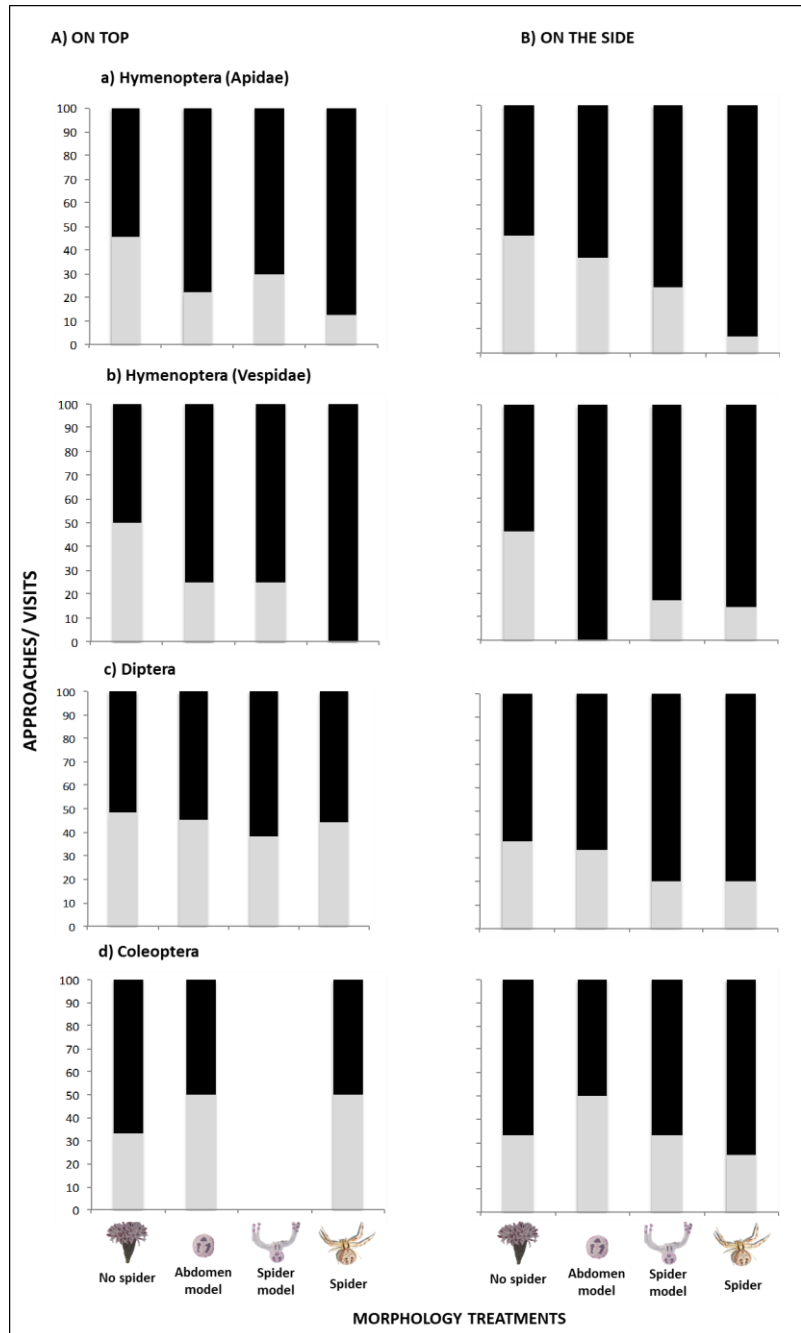 A) ON TOP
B) ON THE SIDE
a) Hymenoptera (Apidae)
100
90
80
70
60
50
40
30
20
10
0
b) Hymenoptera (Vespidae)
100
90
80
70
60
50
40
30
20
10
0
c) Diptera
100
90
80
70
60
50
40
30
20
10
0
d) Coleoptera
100
90
80
70
60
50
40
30
20
10
0
APPROACHES/ VISITS
No spider
Abdomen
model
Spider
model
Spider
No spider
Abdomen
model
Spider
model
Spider
MORPHOLOGY TREATMENTS